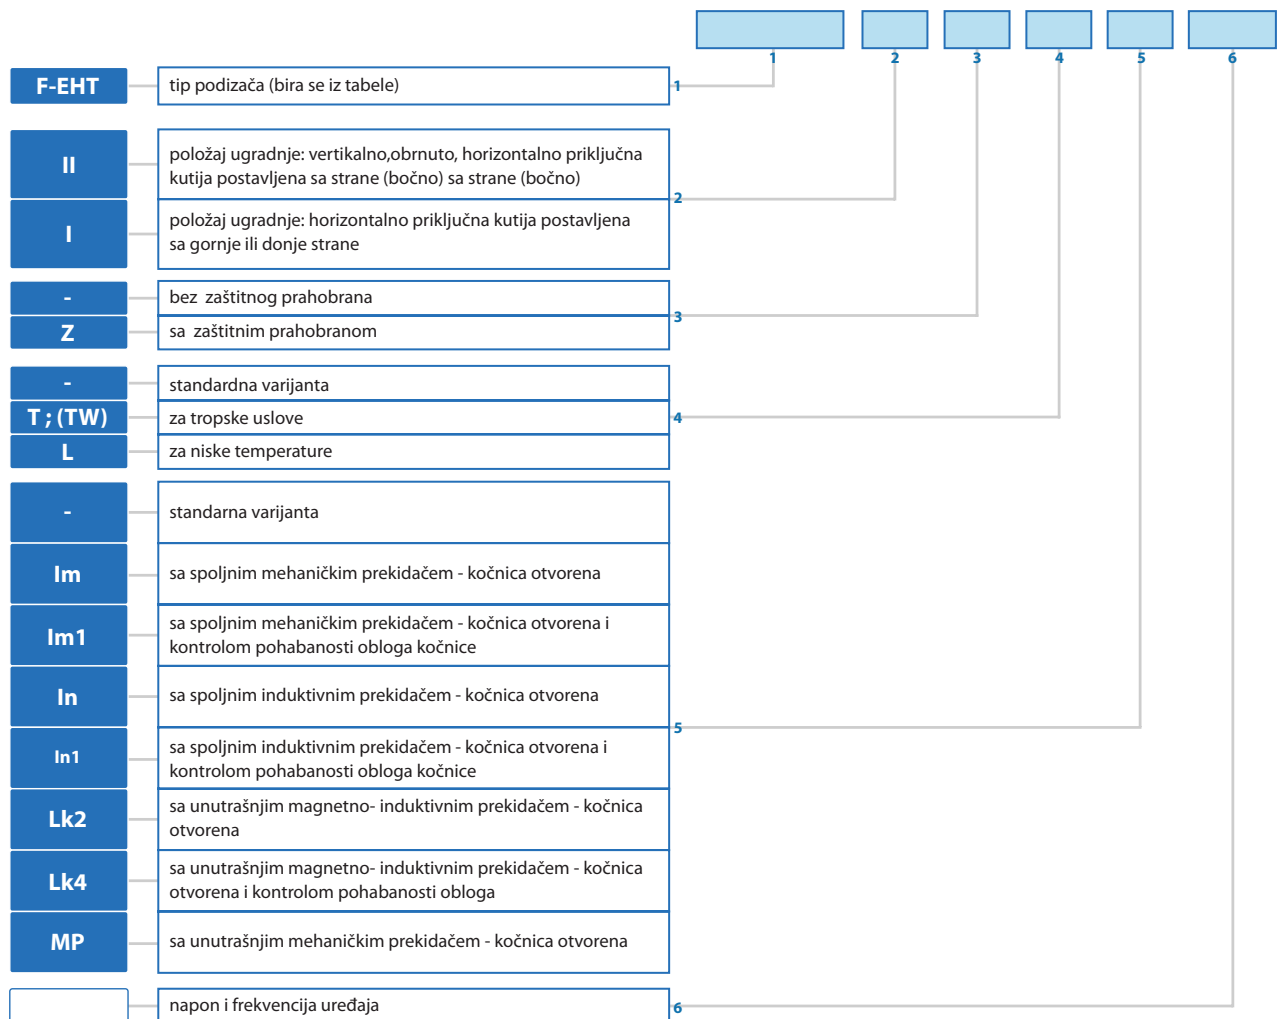 1 2 3 4 5 6
F-EHT tip podizača (bira se iz tabele) 1
II položaj ugradnje: vertikalno,obrnuto, horizontalno priključna
kutija postavljena sa strane (bočno) sa strane (bočno)
2
I položaj ugradnje: horizontalno priključna kutija postavljena
sa gornje ili donje strane
- bez zaštitnog prahobrana
3
Z sa zaštitnim prahobranom
- standardna varijanta
T ; (TW) za tropske uslove 4
L za niske temperature
- standarna varijanta
Im sa spoljnim mehaničkim prekidačem - kočnica otvorena
Im1 sa spoljnim mehaničkim prekidačem - kočnica otvorena i
kontrolom pohabanosti obloga kočnice
In sa spoljnim induktivnim prekidačem - kočnica otvorena
5
In1 sa spoljnim induktivnim prekidačem - kočnica otvorena i
kontrolom pohabanosti obloga kočnice
Lk2 sa unutrašnjim magnetno- induktivnim prekidačem - kočnica
otvorena
Lk4 sa unutrašnjim magnetno- induktivnim prekidačem - kočnica
otvorena i kontrolom pohabanosti obloga
MP sa unutrašnjim mehaničkim prekidačem - kočnica otvorena
napon i frekvencija uređaja 6